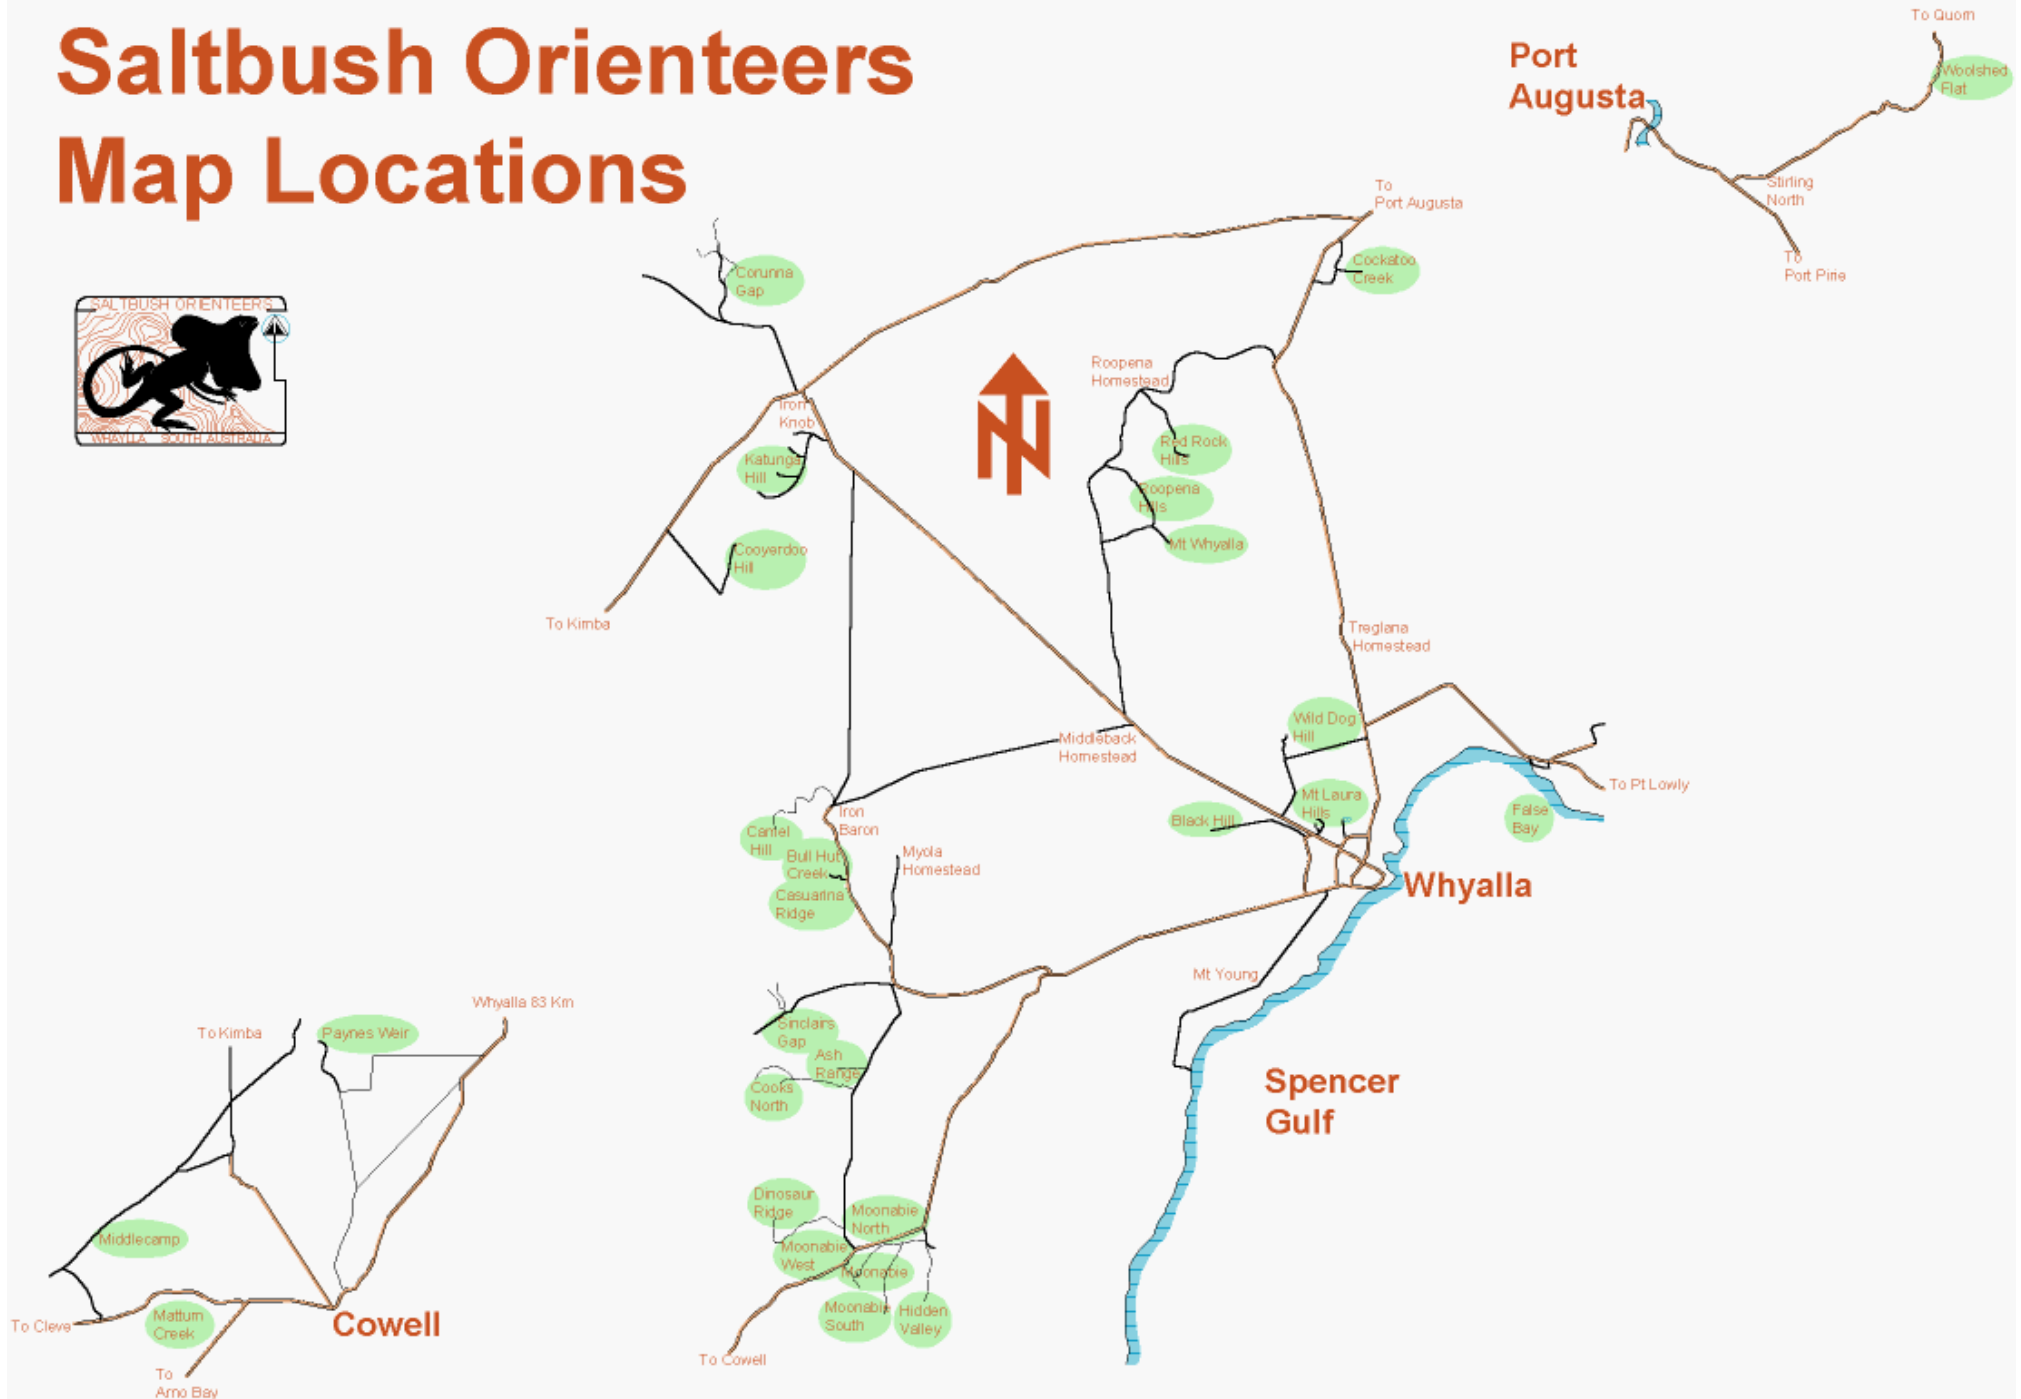 Saltbush Orienteers
Map Locations
SALTBUSH ORIENTEERS
WHAYLLA SOUTH AUSTRALIA
Port
Augusta
To Quorn
Woolshed
Flat
Stirling
North
To
Port Pirie
To
Port Augusta
Cockatoo
Creek
Corunna
Gap
Roopena
Homestead
Iron
Knob
Katunga
Hill
Red Rock
Hills
Roopena
Hills
Mt Whyalla
Cooyerdoo
Hill
To Kimba
Treglana
Homestead
Wild Dog
Hill
Middleback
Homestead
To Pt Lowly
Mt Laura
Hills
Black Hill
False
Bay
Iron
Baron
Camel
Hill
Bull Hut
Creek
Myola
Homestead
Casuarina
Ridge
Whyalla
Mt Young
Sinclairs
Gap
Ash
Range
Cooks
North
Spencer
Gulf
Dinosaur
Ridge
Moonabie
North
Moonabie
West
Moonabie
Moonabie
South
Hidden
Valley
To Cowell
Whyalla 83 Km
To Kimba
Paynes Weir
Middlecamp
Mattum
Creek
To Cleve
Cowell
To
Arno Bay